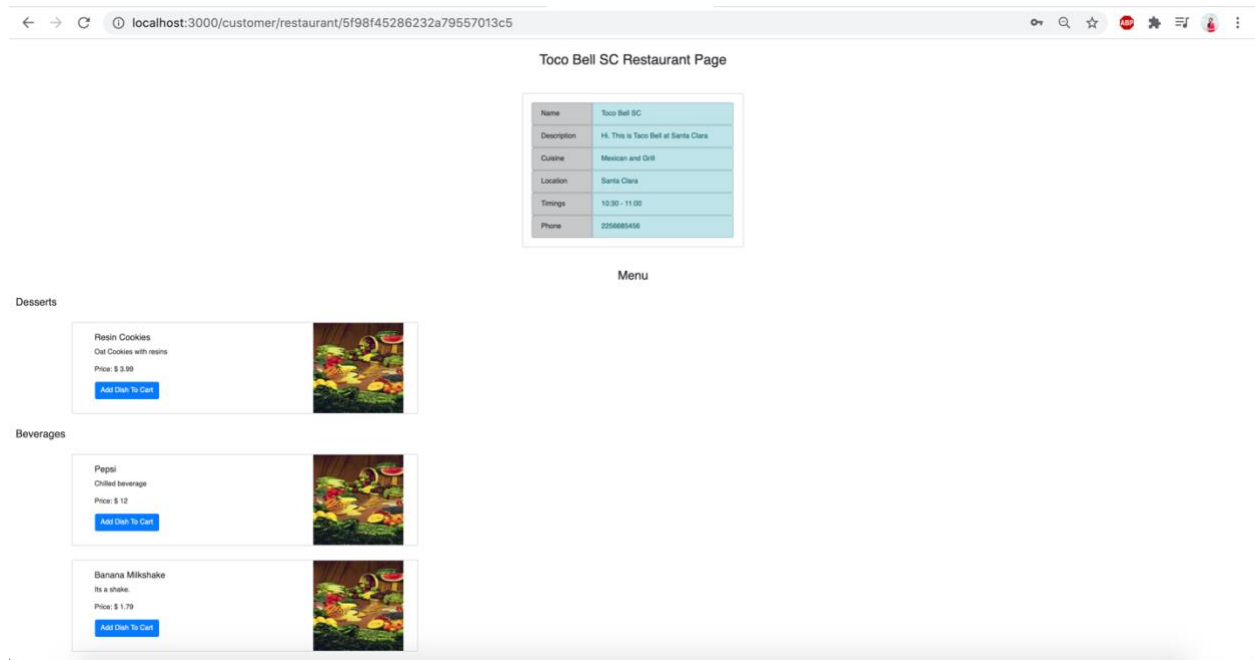 localhost:3000/customer/restaurant/5f98f45286232a79557013c5
ABP
Toco Bell SC Restaurant Page
Name Toco Bell SC
Description Hi, This is Taco Bell at Santa Clara
Cuisine Mexican and Grill
Location Santa Clara
Timings 10:30 - 11:00
Phone 2256685456
Menu
Desserts
Resin Cookies
Oat Cookies with resins
Price: $ 3.99
Add Dish To Cart
Beverages
Pepsi
Chilled beverage
Price: $ 12
Add Dish To Cart
Banana Milkshake
Its a shake.
Price: $ 1.79
Add Dish To Cart